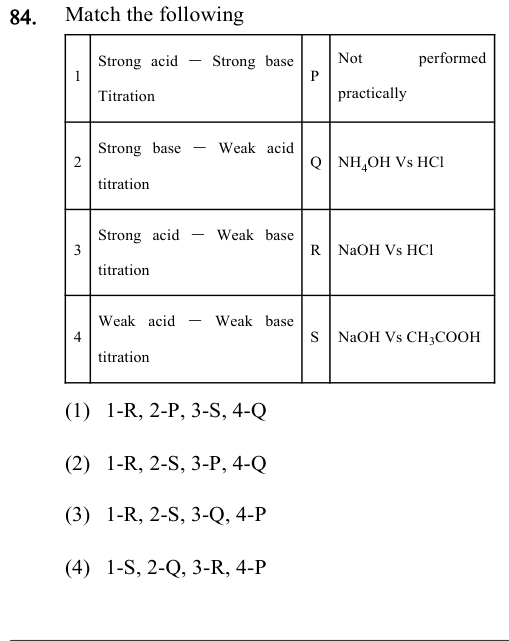 84. Match the following
1 Strong acid — Strong base Titration P Not performed practically
2 Strong base — Weak acid titration Q NH₄OH Vs HCl
3 Strong acid — Weak base titration R NaOH Vs HCl
4 Weak acid — Weak base titration S NaOH Vs CH₃COOH
(1) 1-R, 2-P, 3-S, 4-Q
(2) 1-R, 2-S, 3-P, 4-Q
(3) 1-R, 2-S, 3-Q, 4-P
(4) 1-S, 2-Q, 3-R, 4-P